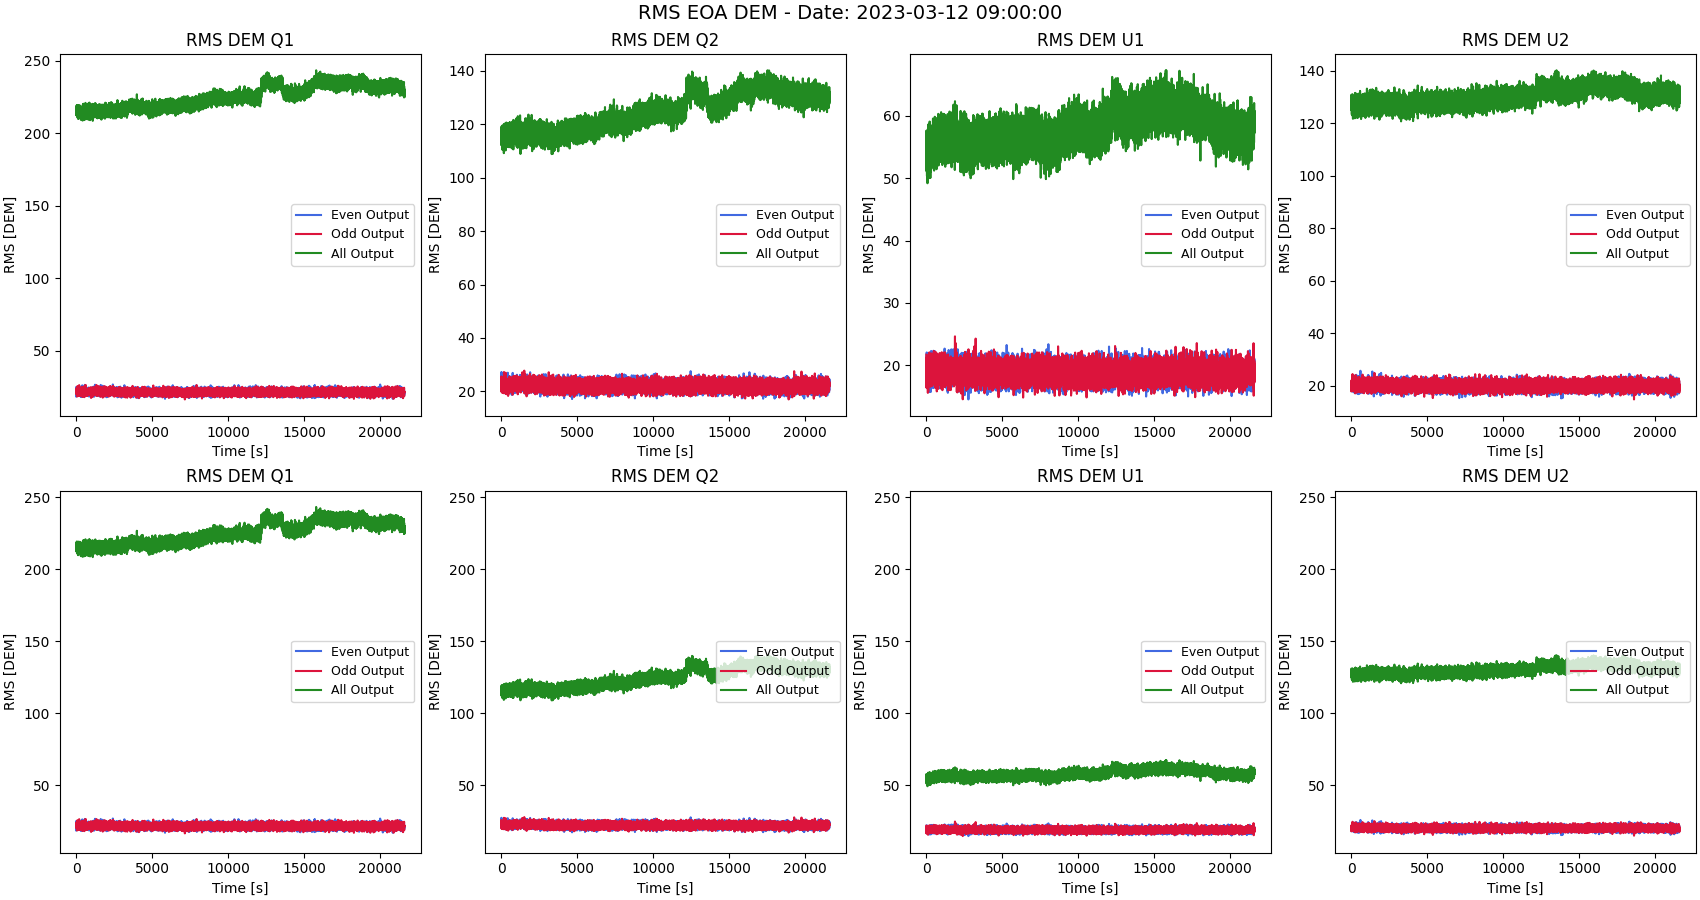 RMS EOA DEM - Date: 2023-03-12 09:00:00
RMS DEM Q1
RMS DEM Q2
RMS DEM U1
RMS DEM U2
250
200
150
100
50
RMS [DEM]
0 5000 10000 15000 20000
Time [s]
Even Output
Odd Output
All Output
140
120
100
80
60
40
20
RMS [DEM]
0 5000 10000 15000 20000
Time [s]
Even Output
Odd Output
All Output
60
50
40
30
20
RMS [DEM]
0 5000 10000 15000 20000
Time [s]
Even Output
Odd Output
All Output
140
120
100
80
60
40
20
RMS [DEM]
0 5000 10000 15000 20000
Time [s]
Even Output
Odd Output
All Output
RMS DEM Q1
RMS DEM Q2
RMS DEM U1
RMS DEM U2
250
200
150
100
50
RMS [DEM]
0 5000 10000 15000 20000
Time [s]
Even Output
Odd Output
All Output
250
200
150
100
50
RMS [DEM]
0 5000 10000 15000 20000
Time [s]
Even Output
Odd Output
All Output
250
200
150
100
50
RMS [DEM]
0 5000 10000 15000 20000
Time [s]
Even Output
Odd Output
All Output
250
200
150
100
50
RMS [DEM]
0 5000 10000 15000 20000
Time [s]
Even Output
Odd Output
All Output